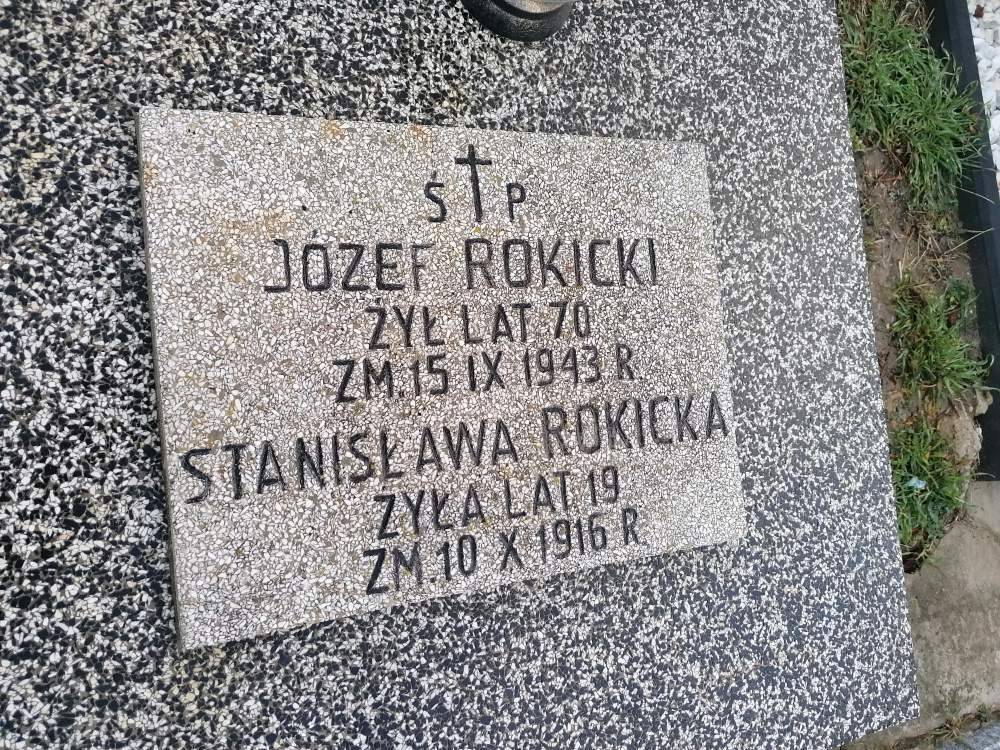 Ś P
JÓZEF ROKICKI
ŻYŁ LAT 70
ZM. 15 IX 1943 R.
STANISŁAWA ROKICKA
ŻYŁA LAT 19
ZM. 10 X 1916 R.